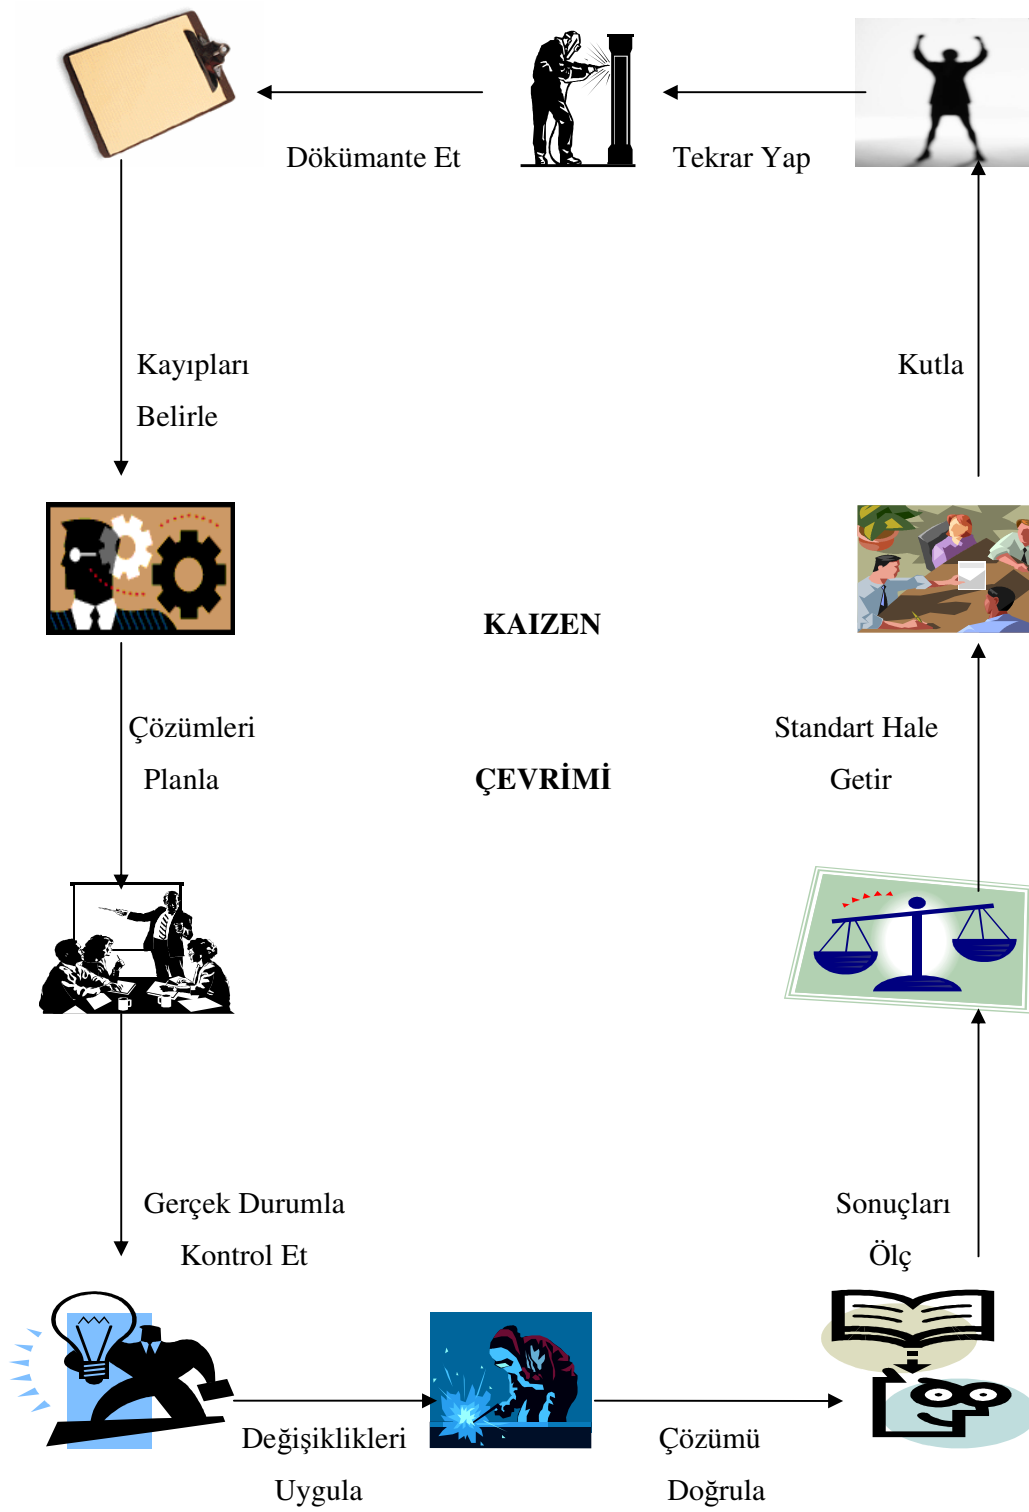 Dökümante Et
Tekrar Yap
Kayıpları
Belirle
Kutla
KAIZEN
ÇEVRİMİ
Çözümleri
Planla
Standart Hale
Getir
Gerçek Durumla
Kontrol Et
Sonuçları
Ölç
Değişiklikleri
Uygula
Çözümü
Doğrula